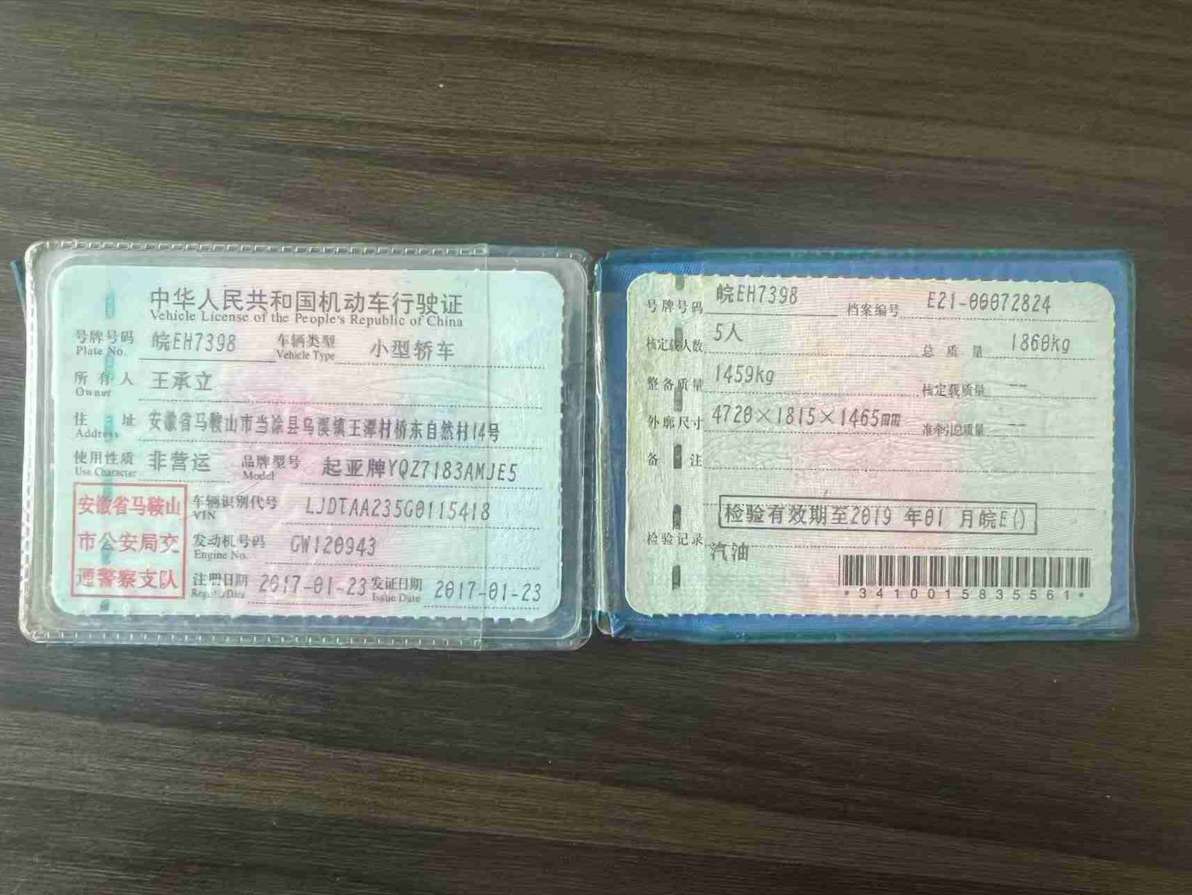 中华人民共和国机动车行驶证
Vehicle License of the People's Republic of China
号牌号码 皖EH7398 车辆类型 小型轿车
Plate No. Vehicle Type
所有人 王承立
Owner
住址 安徽省马鞍山市当涂县乌溪镇王潭村桥东自然村14号
Address
使用性质 非营运 品牌型号 起亚牌YQZ7183AMJE5
Use Character Model
安徽省马鞍山
市公安局交
通警察支队
车辆识别代号 LJDTAA235G0115418
VIN
发动机号码 GW120943
Engine No.
注册日期 2017-01-23 发证日期 2017-01-23
Register Date Issue Date
号牌号码 皖EH7398 档案编号 E21-00072824
核定载人数 5人 总质量 1860kg
整备质量 1459kg 核定载质量 --
外廓尺寸 4720×1815×1465mm 准牵引总质量 --
备注
检验有效期至2019 年01 月皖E()
检验记录
汽油
*3410015835561*